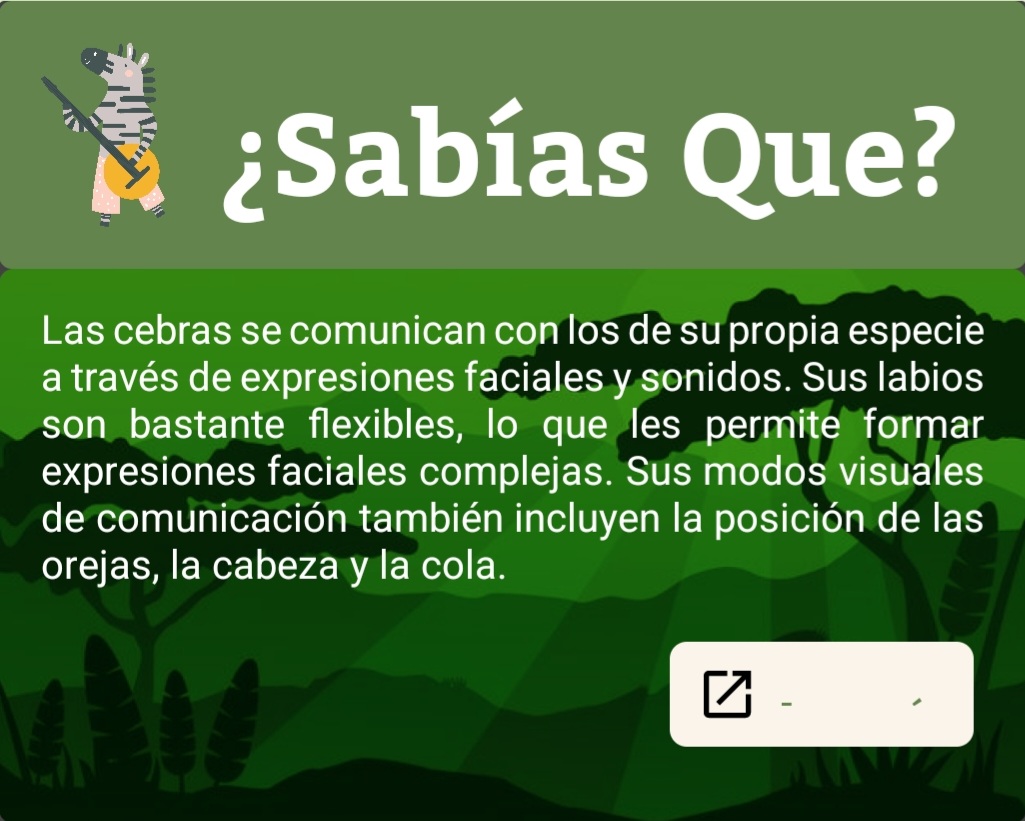 ¿Sabías Que?
Las cebras se comunican con los de su propia especie
a través de expresiones faciales y sonidos. Sus labios
son bastante flexibles, lo que les permite formar
expresiones faciales complejas. Sus modos visuales
de comunicación también incluyen la posición de las
orejas, la cabeza y la cola.